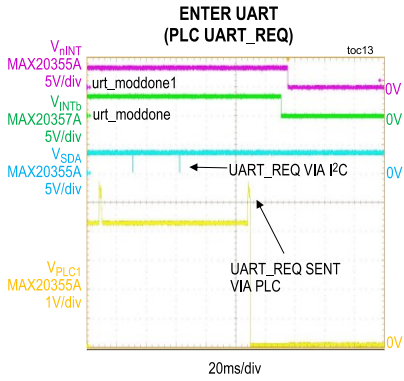 ENTER UART
(PLC UART_REQ)
toc13
VnINT
MAX20355A
5V/div
urt_moddone1
0V
VINTb
MAX20357A
5V/div
urt_moddone
0V
VSDA
MAX20355A
5V/div
UART_REQ VIA I²C
0V
UART_REQ SENT
VIA PLC
VPLC1
MAX20355A
1V/div
0V
20ms/div